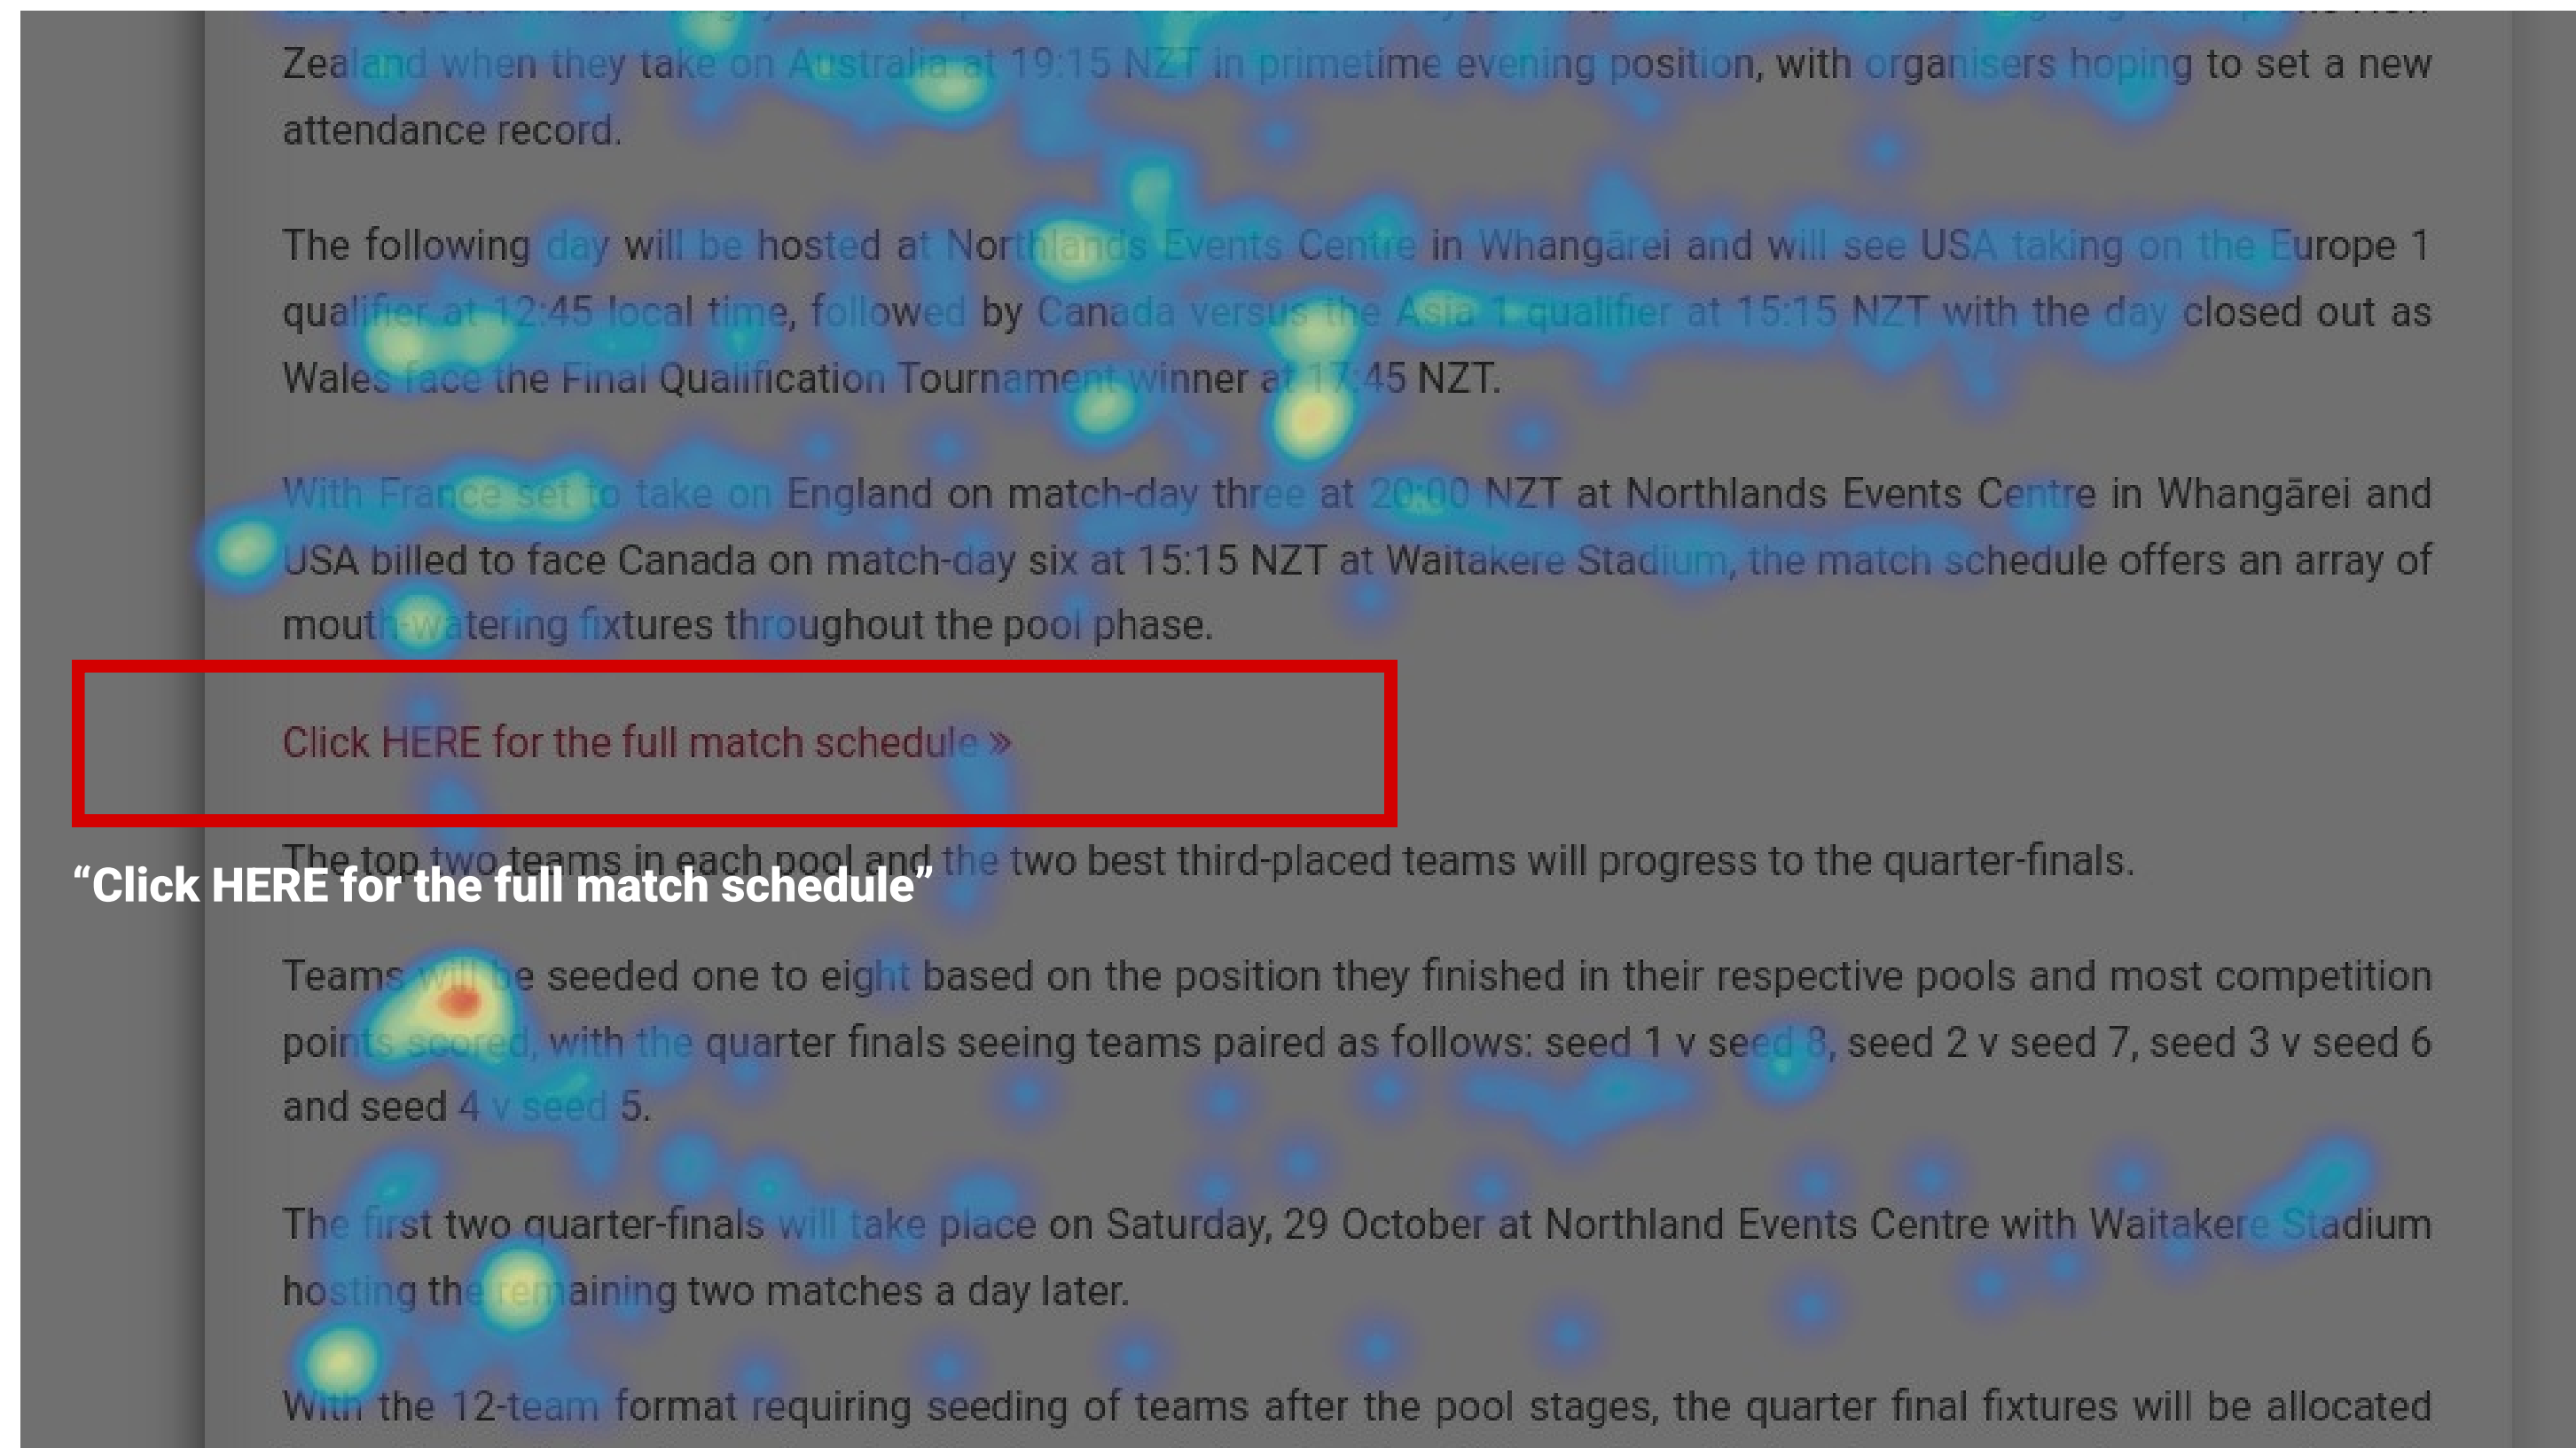 Zealand when they take on Australia at 19:15 NZT in primetime evening position, with organisers hoping to set a new
attendance record.
The following day will be hosted at Northlands Events Centre in Whangārei and will see USA taking on the Europe 1
qualifier at 12:45 local time, followed by Canada versus the Asia 1 qualifier at 15:15 NZT with the day closed out as
Wales face the Final Qualification Tournament winner at 17:45 NZT.
With France set to take on England on match-day three at 20:00 NZT at Northlands Events Centre in Whangārei and
USA billed to face Canada on match-day six at 15:15 NZT at Waitakere Stadium, the match schedule offers an array of
mouth-watering fixtures throughout the pool phase.
Click HERE for the full match schedule »
The top two teams in each pool and the two best third-placed teams will progress to the quarter-finals.
“Click HERE for the full match schedule”
Teams will be seeded one to eight based on the position they finished in their respective pools and most competition
points scored, with the quarter finals seeing teams paired as follows: seed 1 v seed 8, seed 2 v seed 7, seed 3 v seed 6
and seed 4 v seed 5.
The first two quarter-finals will take place on Saturday, 29 October at Northland Events Centre with Waitakere Stadium
hosting the remaining two matches a day later.
With the 12-team format requiring seeding of teams after the pool stages, the quarter final fixtures will be allocated